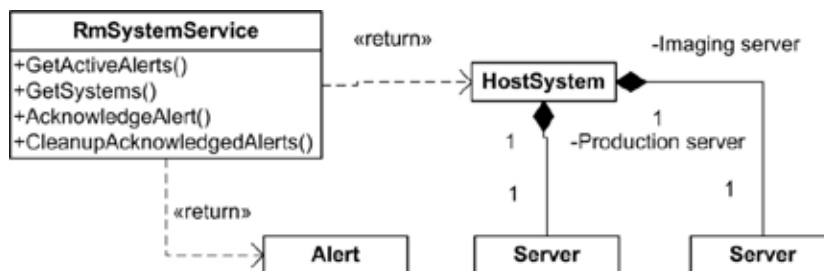 RmSystemService
+GetActiveAlerts()
+GetSystems()
+AcknowledgeAlert()
+CleanupAcknowledgedAlerts()
«return»
HostSystem
-Imaging server
1
1
-Production server
1
1
«return»
Alert
Server
Server